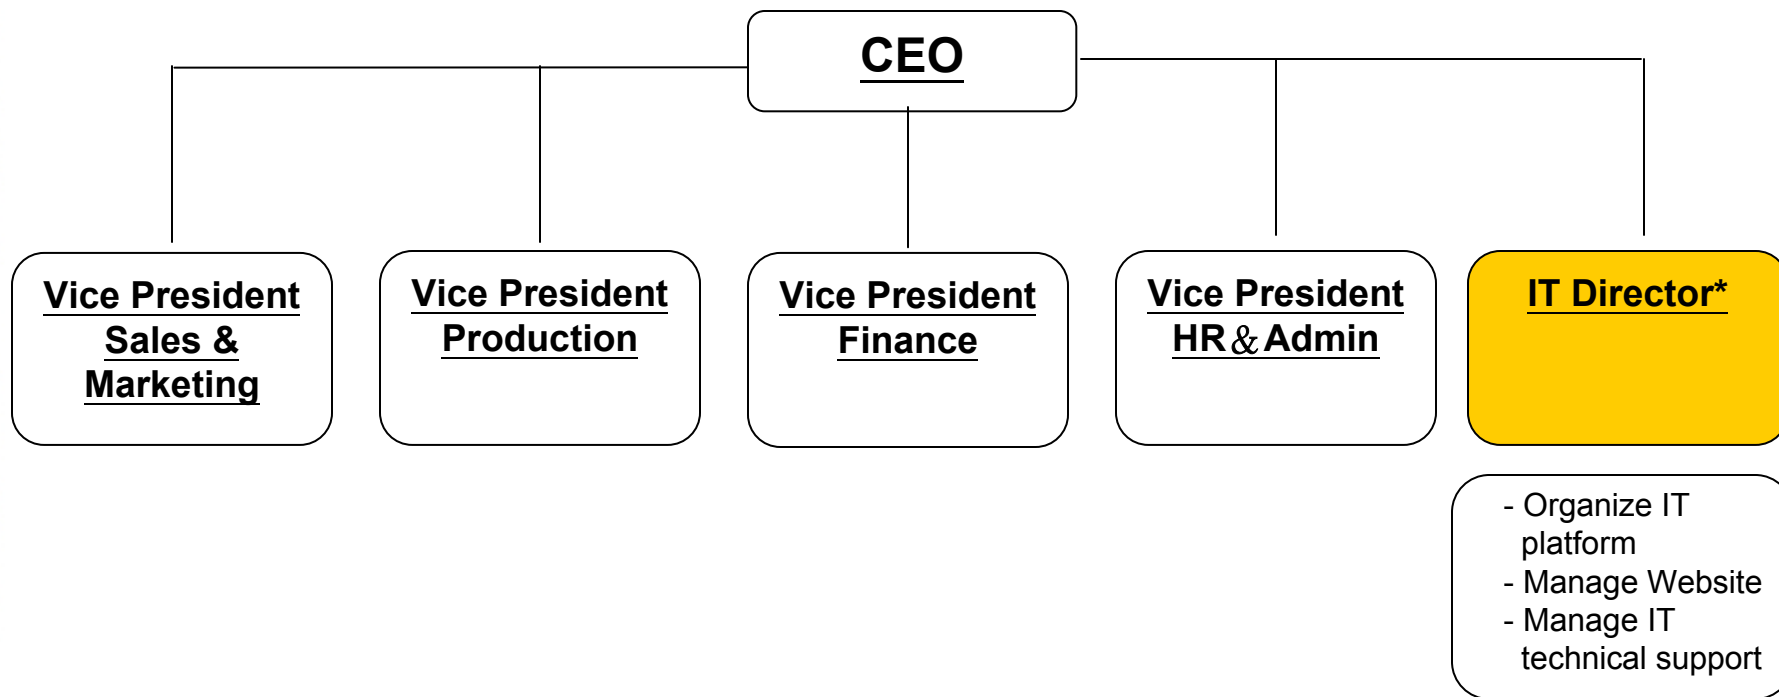 CEO
Vice President
Sales &
Marketing
Vice President
Production
Vice President
Finance
Vice President
HR & Admin
IT Director*
- Organize IT
platform
- Manage Website
- Manage IT
technical support